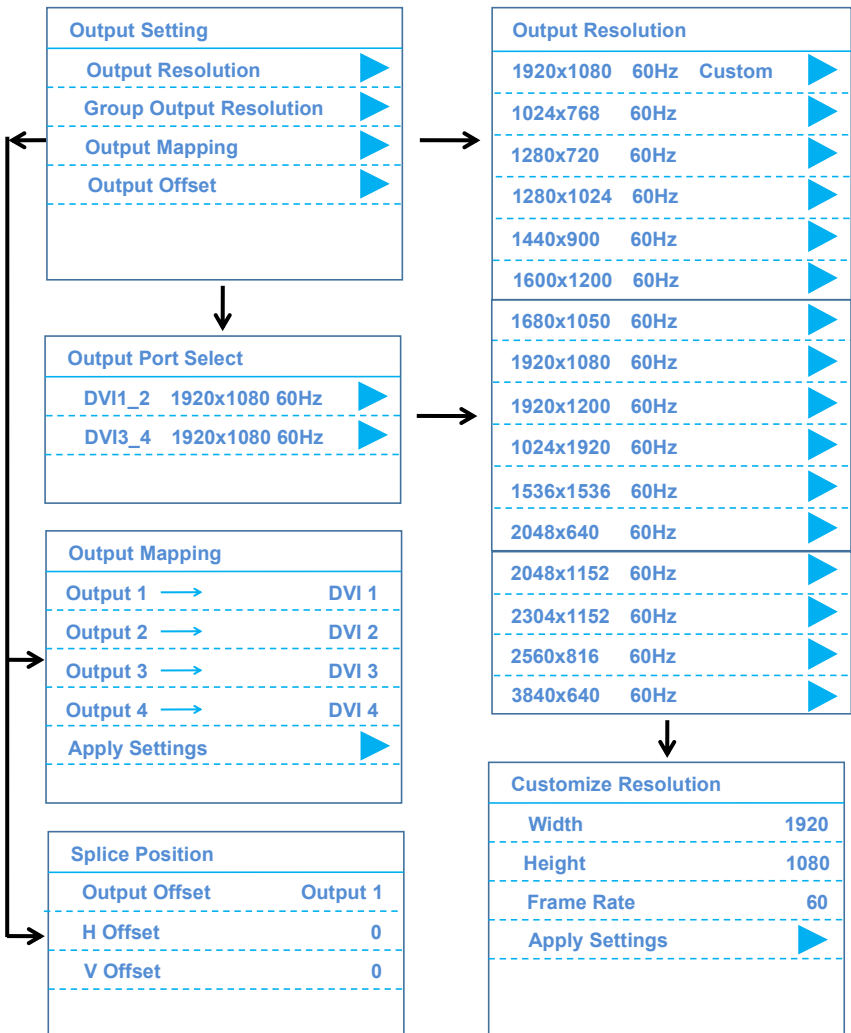 Output Setting
Output Resolution
Group Output Resolution
Output Mapping
Output Offset
Output Port Select
DVI1_2 1920x1080 60Hz
DVI3_4 1920x1080 60Hz
Output Mapping
Output 1 → DVI 1
Output 2 → DVI 2
Output 3 → DVI 3
Output 4 → DVI 4
Apply Settings
Splice Position
Output Offset Output 1
H Offset 0
V Offset 0
Output Resolution
1920x1080 60Hz Custom
1024x768 60Hz
1280x720 60Hz
1280x1024 60Hz
1440x900 60Hz
1600x1200 60Hz
1680x1050 60Hz
1920x1080 60Hz
1920x1200 60Hz
1024x1920 60Hz
1536x1536 60Hz
2048x640 60Hz
2048x1152 60Hz
2304x1152 60Hz
2560x816 60Hz
3840x640 60Hz
Customize Resolution
Width 1920
Height 1080
Frame Rate 60
Apply Settings